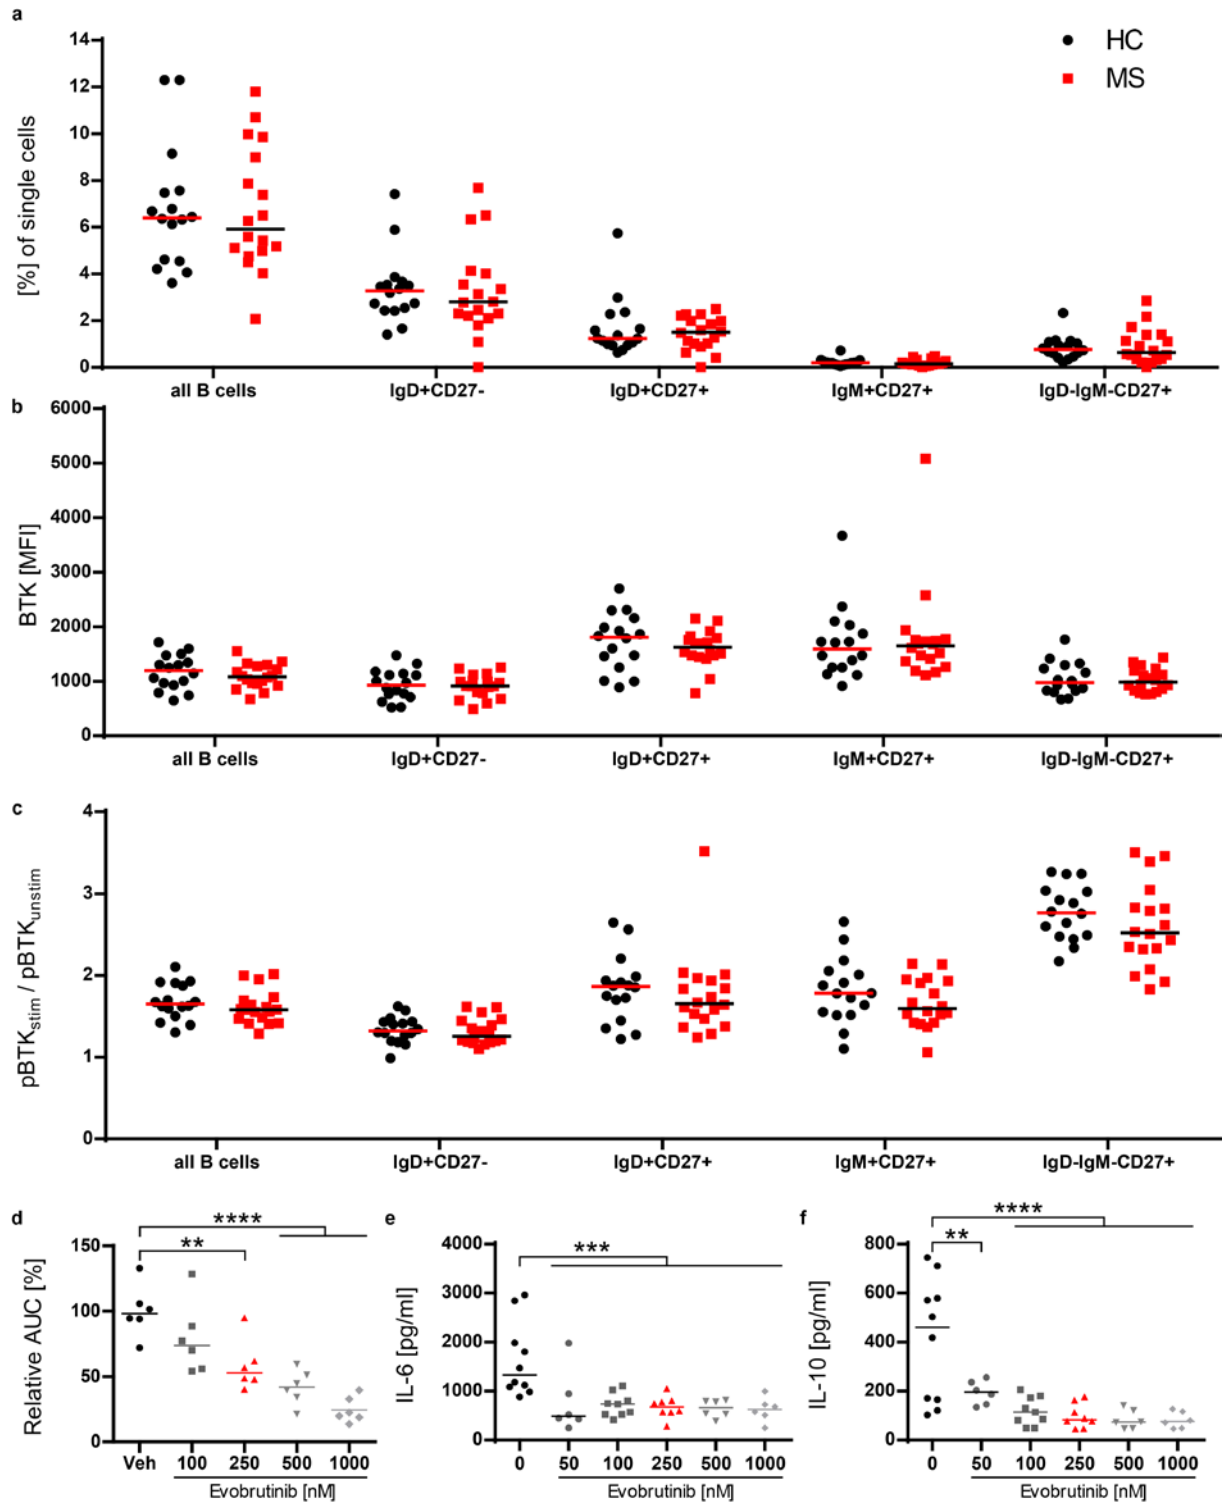 a
HC
MS
[%] of single cells
14
12
10
8
6
4
2
0
all B cells IgD+CD27- IgD+CD27+ IgM+CD27+ IgD-IgM-CD27+
b
BTK [MFI]
6000
5000
4000
3000
2000
1000
0
all B cells IgD+CD27- IgD+CD27+ IgM+CD27+ IgD-IgM-CD27+
c
pBTKstim / pBTKunstim
4
3
2
1
0
all B cells IgD+CD27- IgD+CD27+ IgM+CD27+ IgD-IgM-CD27+
d
Relative AUC [%]
****
**
150
100
50
0
Veh 100 250 500 1000
Evobrutinib [nM]
e
IL-6 [pg/ml]
***
4000
3000
2000
1000
0
0 50 100 250 500 1000
Evobrutinib [nM]
f
IL-10 [pg/ml]
****
**
800
600
400
200
0
0 50 100 250 500 1000
Evobrutinib [nM]